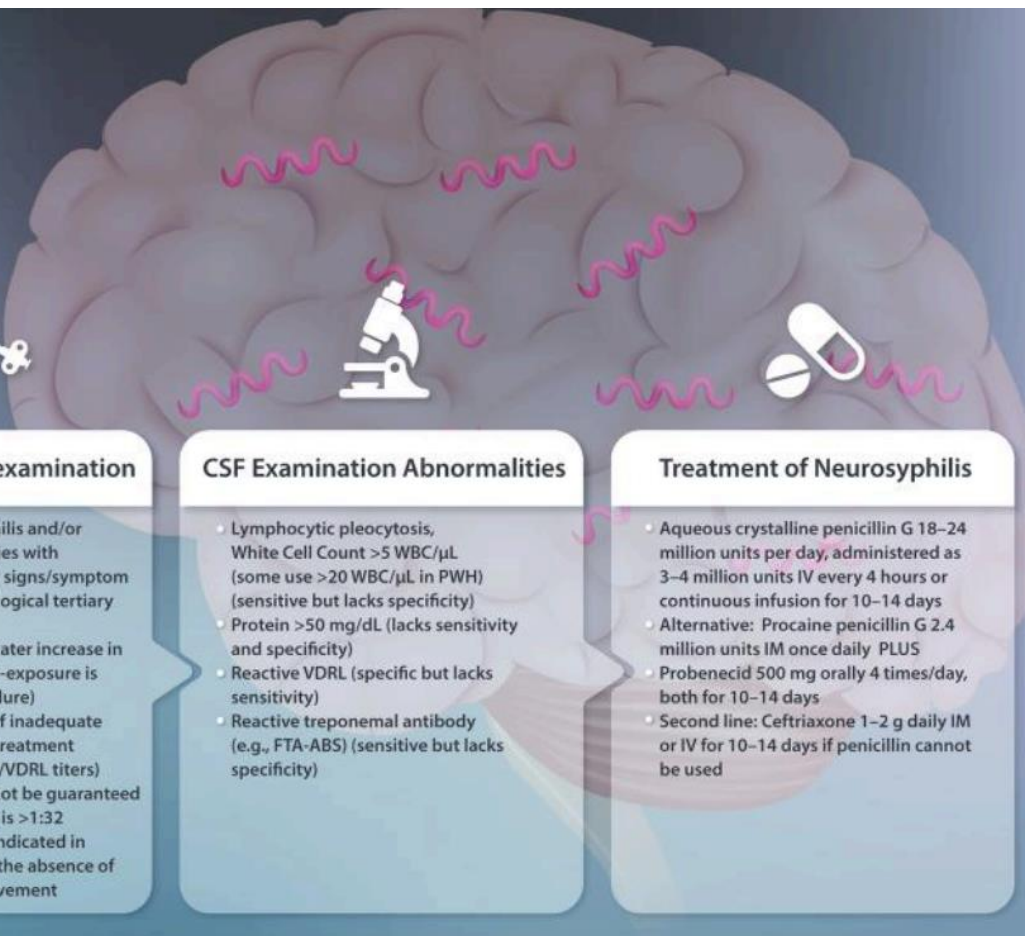 examination
ilis and/or
ies with
signs/symptom
ogical tertiary
ater increase in
-exposure is
lure)
f inadequate
reatment
/VDRL titers)
ot be guaranteed
is >1:32
ndicated in
the absence of
vement
CSF Examination Abnormalities
Lymphocytic pleocytosis,
White Cell Count >5 WBC/µL
(some use >20 WBC/µL in PWH)
(sensitive but lacks specificity)
Protein >50 mg/dL (lacks sensitivity
and specificity)
Reactive VDRL (specific but lacks
sensitivity)
Reactive treponemal antibody
(e.g., FTA-ABS) (sensitive but lacks
specificity)
Treatment of Neurosyphilis
Aqueous crystalline penicillin G 18–24
million units per day, administered as
3–4 million units IV every 4 hours or
continuous infusion for 10–14 days
Alternative: Procaine penicillin G 2.4
million units IM once daily PLUS
Probenecid 500 mg orally 4 times/day,
both for 10–14 days
Second line: Ceftriaxone 1–2 g daily IM
or IV for 10–14 days if penicillin cannot
be used